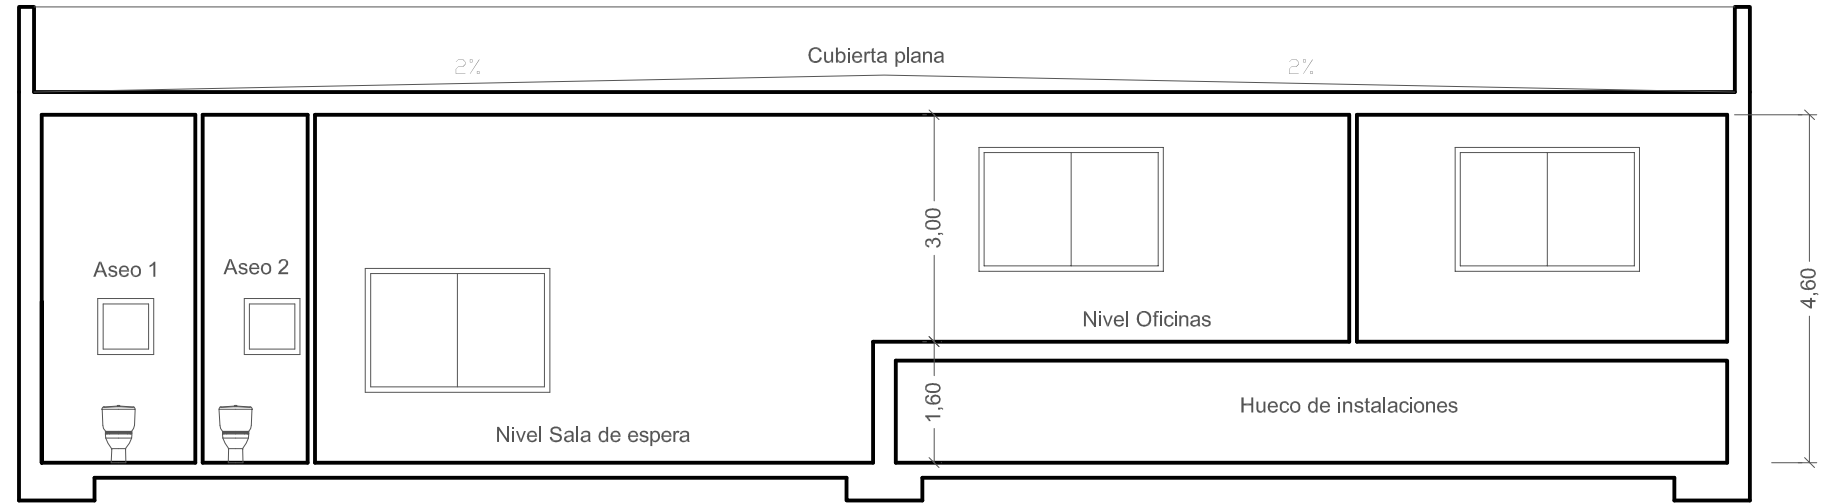 Cubierta plana
2%
2%
3,00
Aseo 1
Aseo 2
4,60
Nivel Oficinas
1,60
Hueco de instalaciones
Nivel Sala de espera